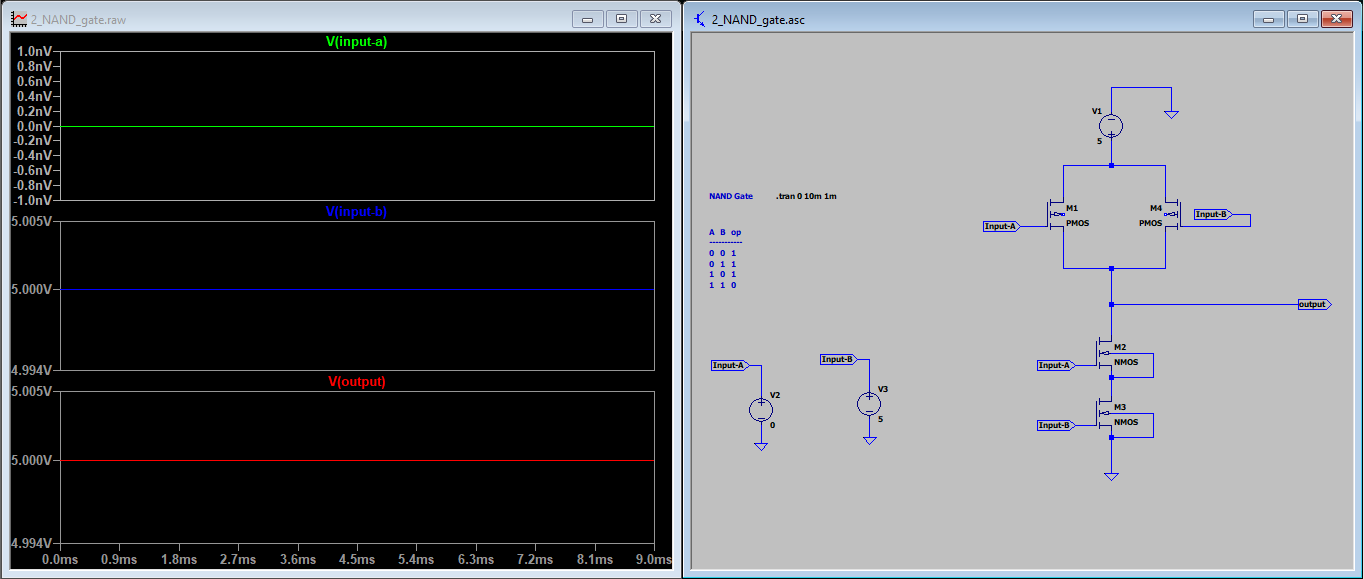 2_NAND_gate.raw
V(input-a)
1.0nV
0.8nV
0.6nV
0.4nV
0.2nV
0.0nV
-0.2nV
-0.4nV
-0.6nV
-0.8nV
-1.0nV
V(input-b)
5.005V
5.000V
4.994V
V(output)
5.005V
5.000V
4.994V
0.0ms 0.9ms 1.8ms 2.7ms 3.6ms 4.5ms 5.4ms 6.3ms 7.2ms 8.1ms 9.0ms
2_NAND_gate.asc
V1
5
NAND Gate .tran 0 10m 1m
M1
PMOS
M4
PMOS
Input-A
Input-B
A B op
-----------
0 0 1
0 1 1
1 0 1
1 1 0
output
Input-A
V2
0
Input-B
V3
5
Input-A
M2
NMOS
Input-B
M3
NMOS